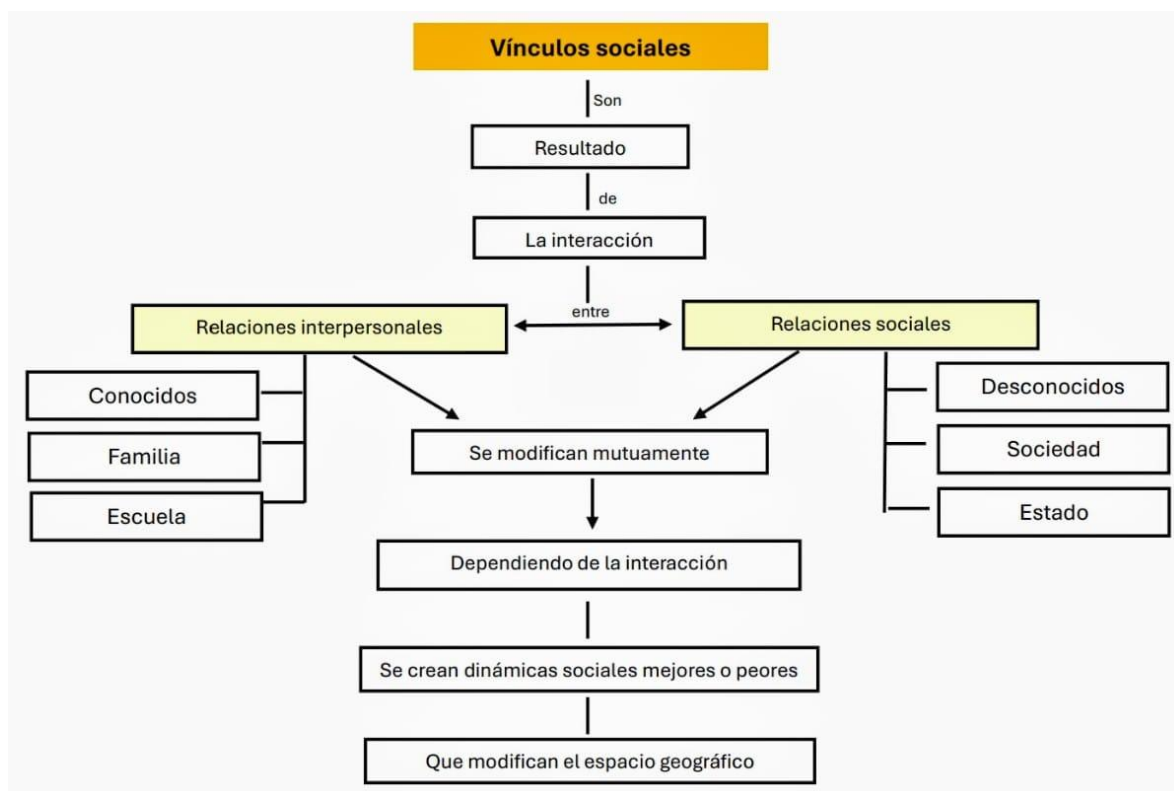 Vínculos sociales
Son
Resultado
de
La interacción
entre
Relaciones interpersonales
Relaciones sociales
Conocidos
Familia
Escuela
Desconocidos
Sociedad
Estado
Se modifican mutuamente
Dependiendo de la interacción
Se crean dinámicas sociales mejores o peores
Que modifican el espacio geográfico